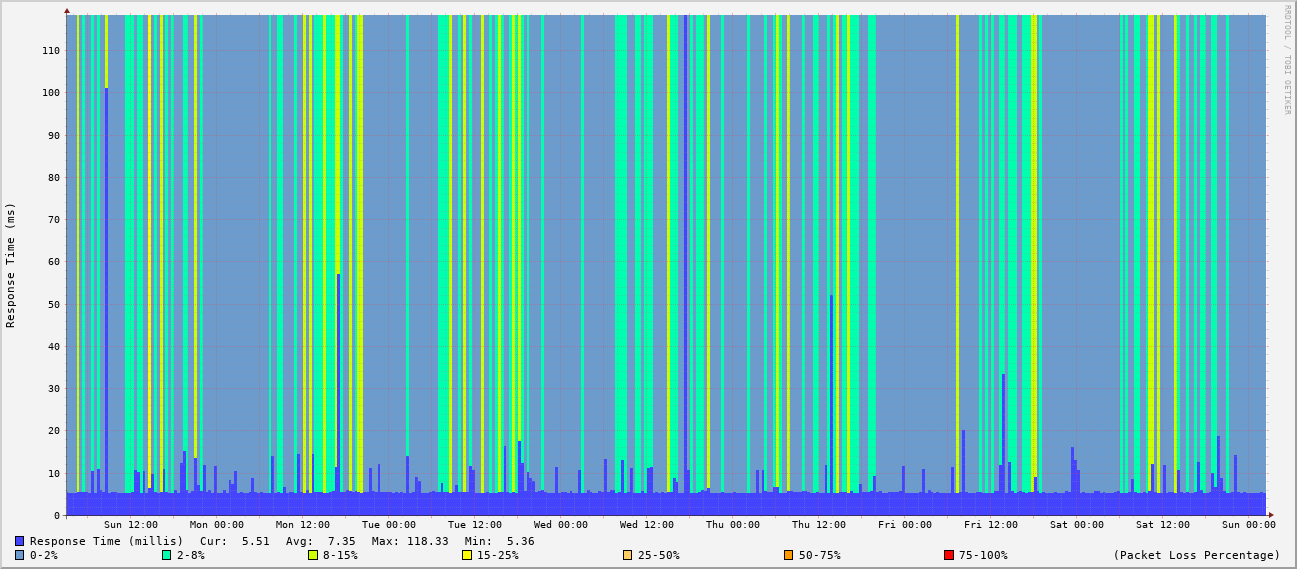 RRDTOOL / TOBI OETIKER
Response Time (ms)
110
100
90
80
70
60
50
40
30
20
10
0
Sun 12:00 Mon 00:00 Mon 12:00 Tue 00:00 Tue 12:00 Wed 00:00 Wed 12:00 Thu 00:00 Thu 12:00 Fri 00:00 Fri 12:00 Sat 00:00 Sat 12:00 Sun 00:00
Response Time (millis) Cur: 5.51 Avg: 7.35 Max: 118.33 Min: 5.36
0-2% 2-8% 8-15% 15-25% 25-50% 50-75% 75-100% (Packet Loss Percentage)